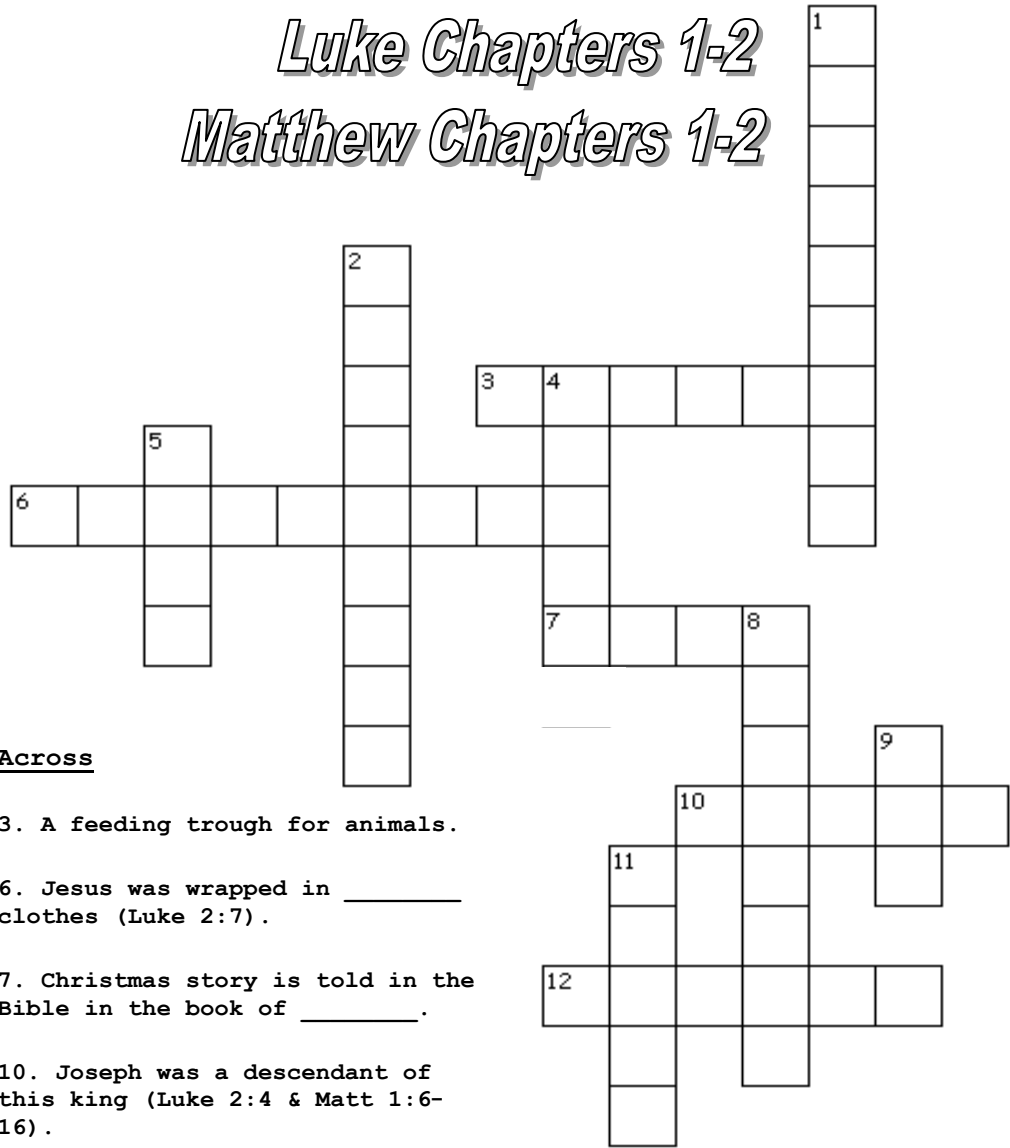 Luke Chapters 1-2
Matthew Chapters 1-2
1
2
3 4
5
6
7 8
9
10
11
12
Across
3. A feeding trough for animals.
6. Jesus was wrapped in ________
clothes (Luke 2:7).
7. Christmas story is told in the
Bible in the book of ________.
10. Joseph was a descendant of
this king (Luke 2:4 & Matt 1:6-
16).